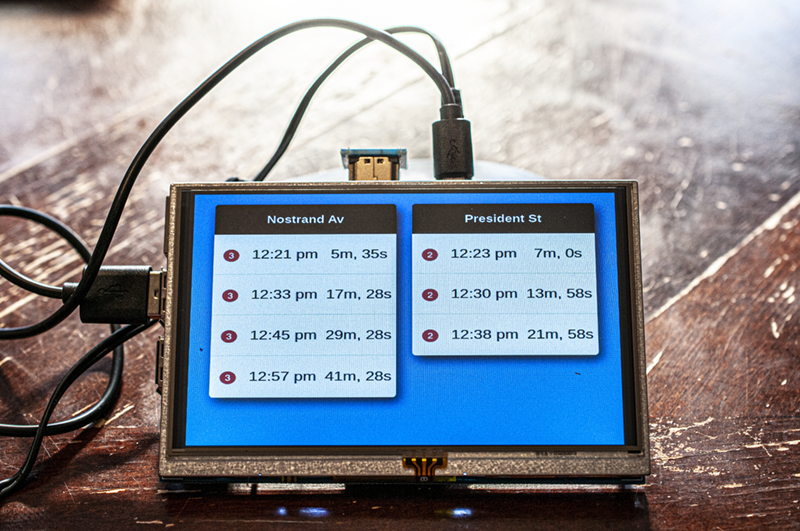 Nostrand Av
3 12:21 pm 5m, 35s
3 12:33 pm 17m, 28s
3 12:45 pm 29m, 28s
3 12:57 pm 41m, 28s
President St
2 12:23 pm 7m, 0s
2 12:30 pm 13m, 58s
2 12:38 pm 21m, 58s